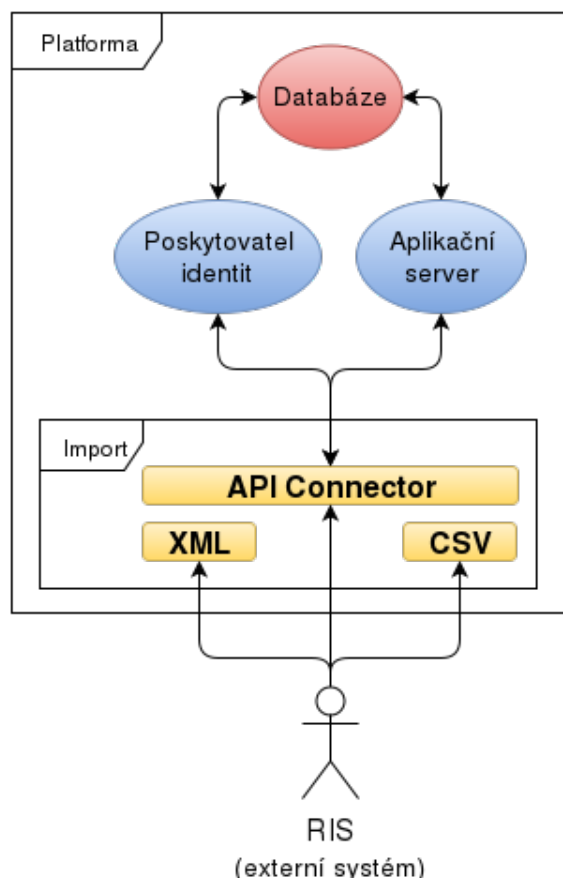 Platforma
Databáze
Poskytovatel
identit
Aplikační
server
Import
API Connector
XML
CSV
RIS
(externí systém)